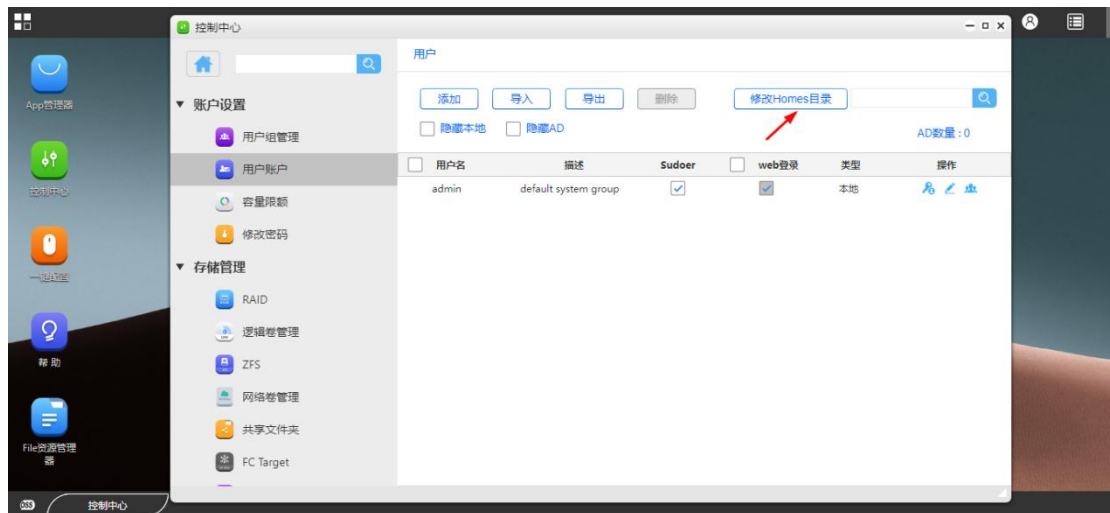 控制中心
App管理器
控制中心
一键配置
帮助
File资源管理器
账户设置
用户组管理
用户账户
容量限额
修改密码
存储管理
RAID
逻辑卷管理
ZFS
网络卷管理
共享文件夹
FC Target
用户
添加 导入 导出 删除 修改Homes目录
隐藏本地 隐藏AD
AD数量 : 0
用户名 描述 Sudoer web登录 类型 操作
admin default system group 本地
控制中心